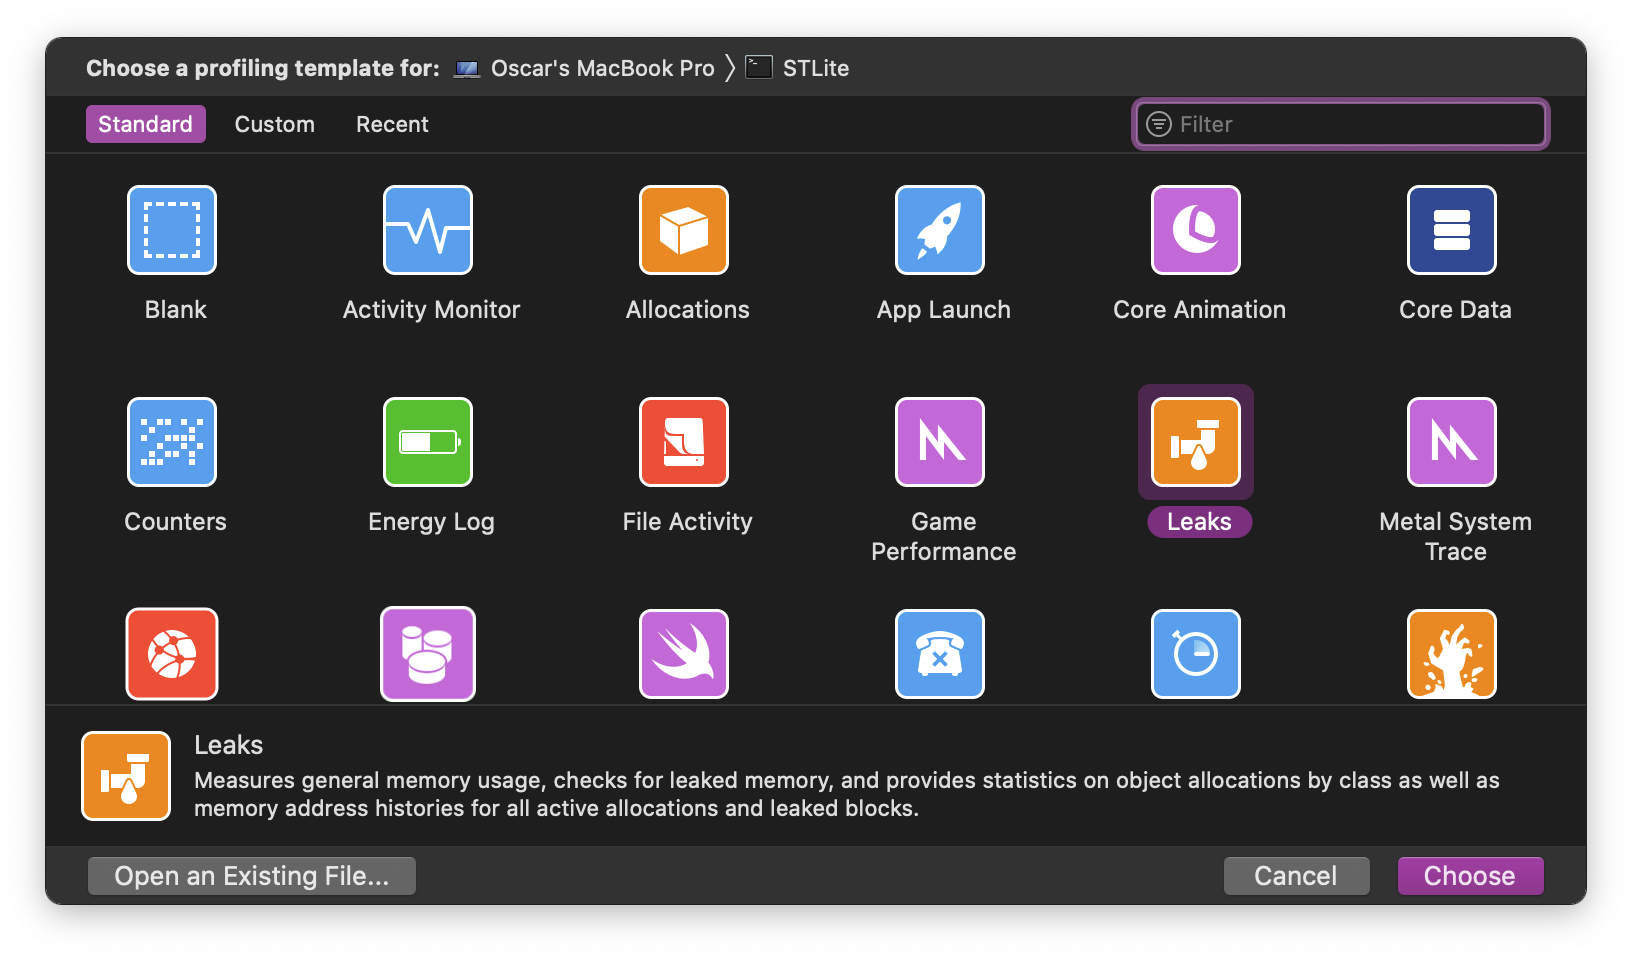 Choose a profiling template for: Oscar's MacBook Pro 〉 STLite
Standard Custom Recent Filter
Blank Activity Monitor Allocations App Launch Core Animation Core Data
Counters Energy Log File Activity Game Performance Leaks Metal System Trace
Leaks
Measures general memory usage, checks for leaked memory, and provides statistics on object allocations by class as well as
memory address histories for all active allocations and leaked blocks.
Open an Existing File... Cancel Choose